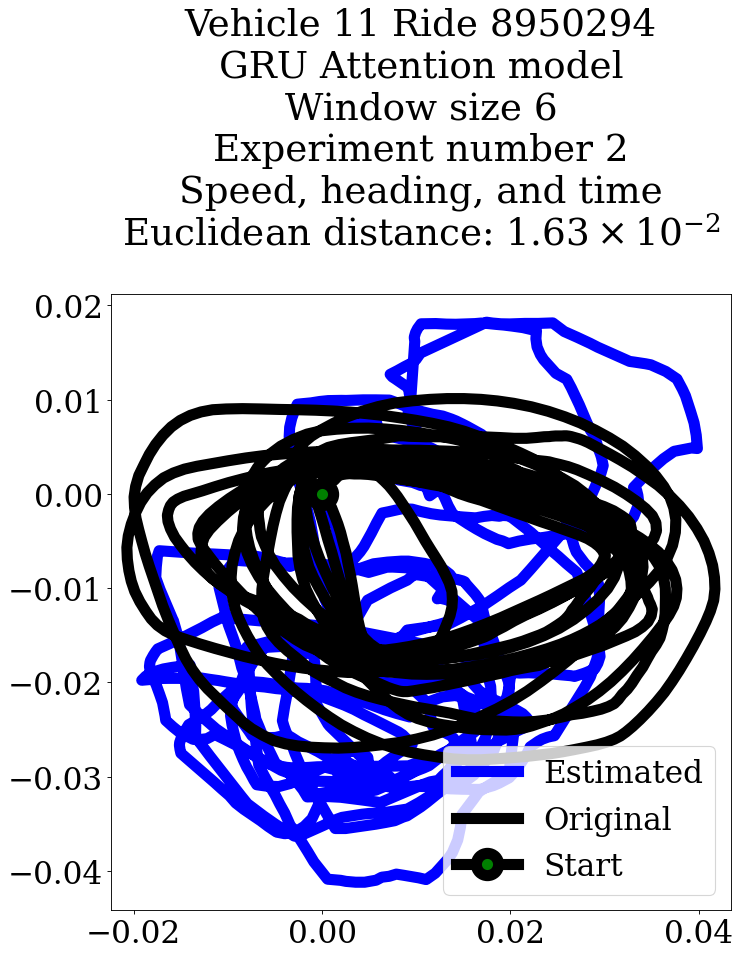 Vehicle 11 Ride 8950294
GRU Attention model
Window size 6
Experiment number 2
Speed, heading, and time
Euclidean distance: 1.63 × 10⁻²
0.02
0.01
0.00
−0.01
−0.02
−0.03
−0.04
Estimated
Original
Start
−0.02 0.00 0.02 0.04